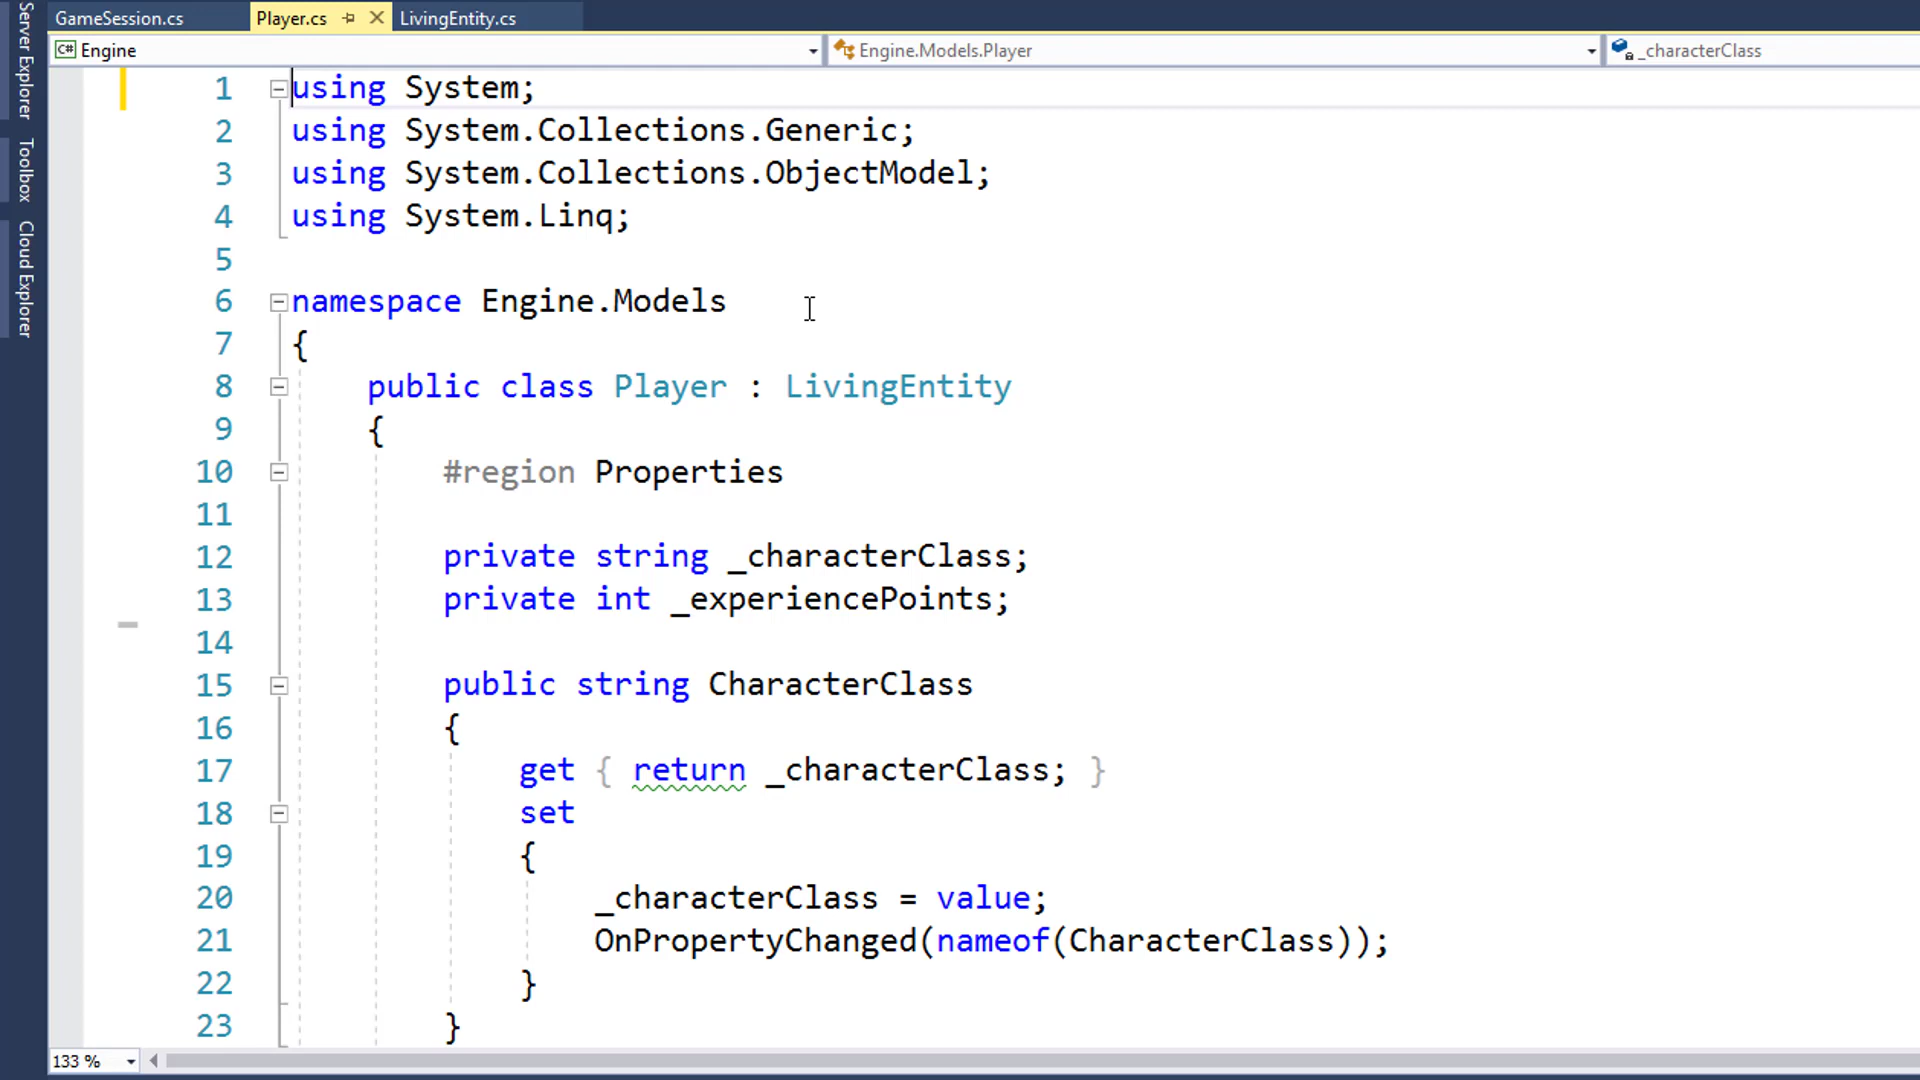 GameSession.cs Player.cs LivingEntity.cs
Server Explorer
Toolbox
Cloud Explorer
C# Engine Engine.Models.Player _characterClass
1 using System;
2 using System.Collections.Generic;
3 using System.Collections.ObjectModel;
4 using System.Linq;
5
6 namespace Engine.Models
7 {
8 public class Player : LivingEntity
9 {
10 #region Properties
11
12 private string _characterClass;
13 private int _experiencePoints;
14
15 public string CharacterClass
16 {
17 get { return _characterClass; }
18 set
19 {
20 _characterClass = value;
21 OnPropertyChanged(nameof(CharacterClass));
22 }
23 }
133 %